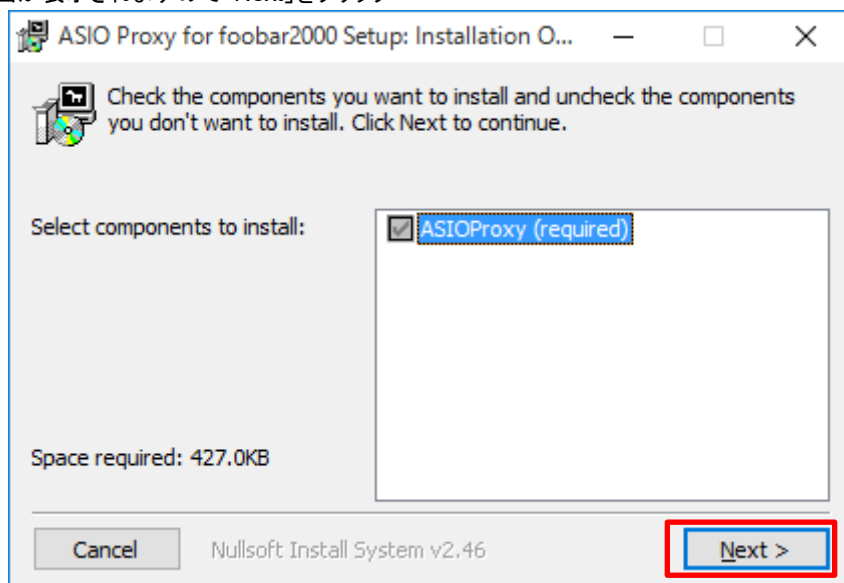 ASIO Proxy for foobar2000 Setup: Installation O...
Check the components you want to install and uncheck the components
you don't want to install. Click Next to continue.
Select components to install:
ASIOProxy (required)
Space required: 427.0KB
Cancel
Nullsoft Install System v2.46
Next >